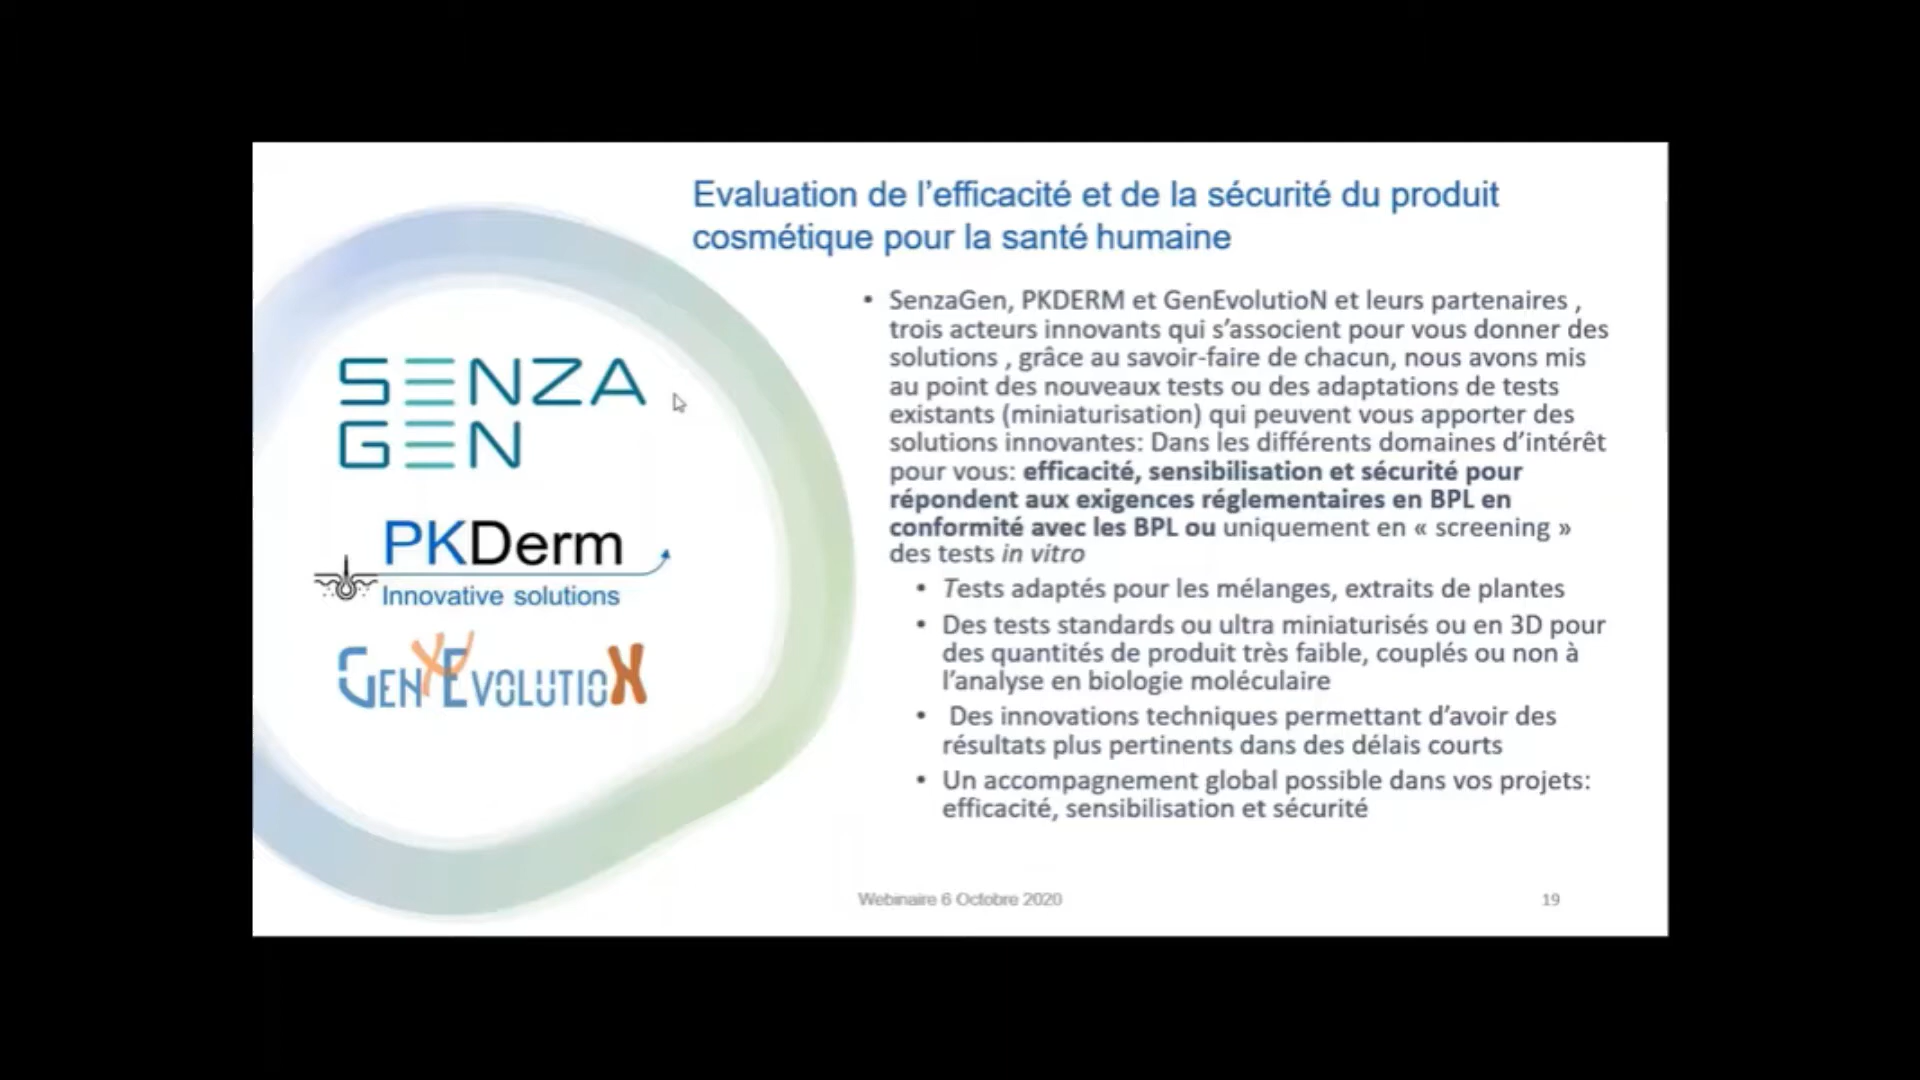 Evaluation de l’efficacité et de la sécurité du produit
cosmétique pour la santé humaine
SENZA
GEN
PKDerm
Innovative solutions
GenEvolutioN
• SenzaGen, PKDERM et GenEvolutioN et leurs partenaires ,
trois acteurs innovants qui s’associent pour vous donner des
solutions , grâce au savoir-faire de chacun, nous avons mis
au point des nouveaux tests ou des adaptations de tests
existants (miniaturisation) qui peuvent vous apporter des
solutions innovantes: Dans les différents domaines d’intérêt
pour vous: efficacité, sensibilisation et sécurité pour
répondent aux exigences réglementaires en BPL en
conformité avec les BPL ou uniquement en « screening »
des tests in vitro
• Tests adaptés pour les mélanges, extraits de plantes
• Des tests standards ou ultra miniaturisés ou en 3D pour
des quantités de produit très faible, couplés ou non à
l’analyse en biologie moléculaire
• Des innovations techniques permettant d’avoir des
résultats plus pertinents dans des délais courts
• Un accompagnement global possible dans vos projets:
efficacité, sensibilisation et sécurité
Webinaire 6 Octobre 2020
19